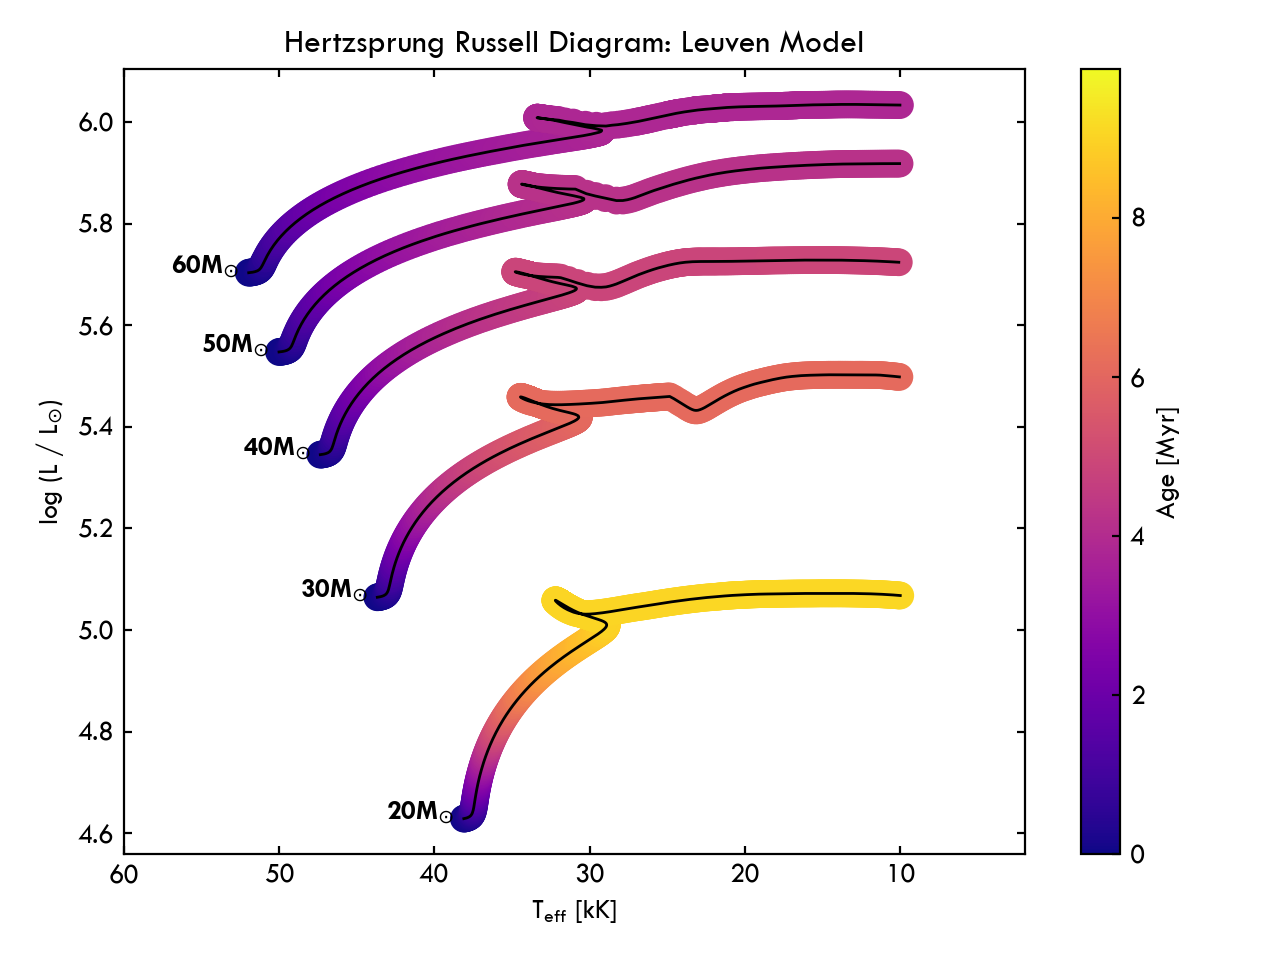 Hertzsprung Russell Diagram: Leuven Model
6.0
5.8
5.6
5.4
5.2
5.0
4.8
4.6
log (L / L☉)
60M☉
50M☉
40M☉
30M☉
20M☉
60
50
40
30
20
10
T_eff [kK]
8
6
4
2
0
Age [Myr]